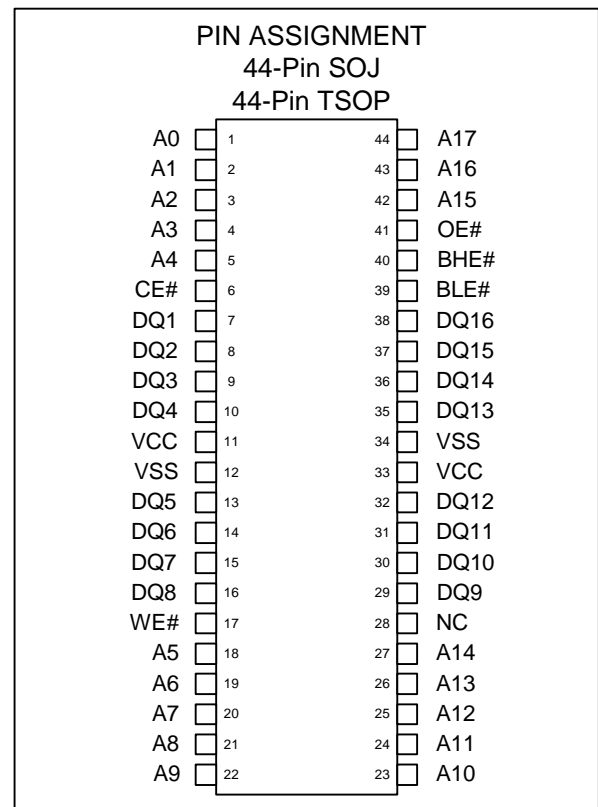 PIN ASSIGNMENT
44-Pin SOJ
44-Pin TSOP
A0 1 44 A17
A1 2 43 A16
A2 3 42 A15
A3 4 41 OE#
A4 5 40 BHE#
CE# 6 39 BLE#
DQ1 7 38 DQ16
DQ2 8 37 DQ15
DQ3 9 36 DQ14
DQ4 10 35 DQ13
VCC 11 34 VSS
VSS 12 33 VCC
DQ5 13 32 DQ12
DQ6 14 31 DQ11
DQ7 15 30 DQ10
DQ8 16 29 DQ9
WE# 17 28 NC
A5 18 27 A14
A6 19 26 A13
A7 20 25 A12
A8 21 24 A11
A9 22 23 A10